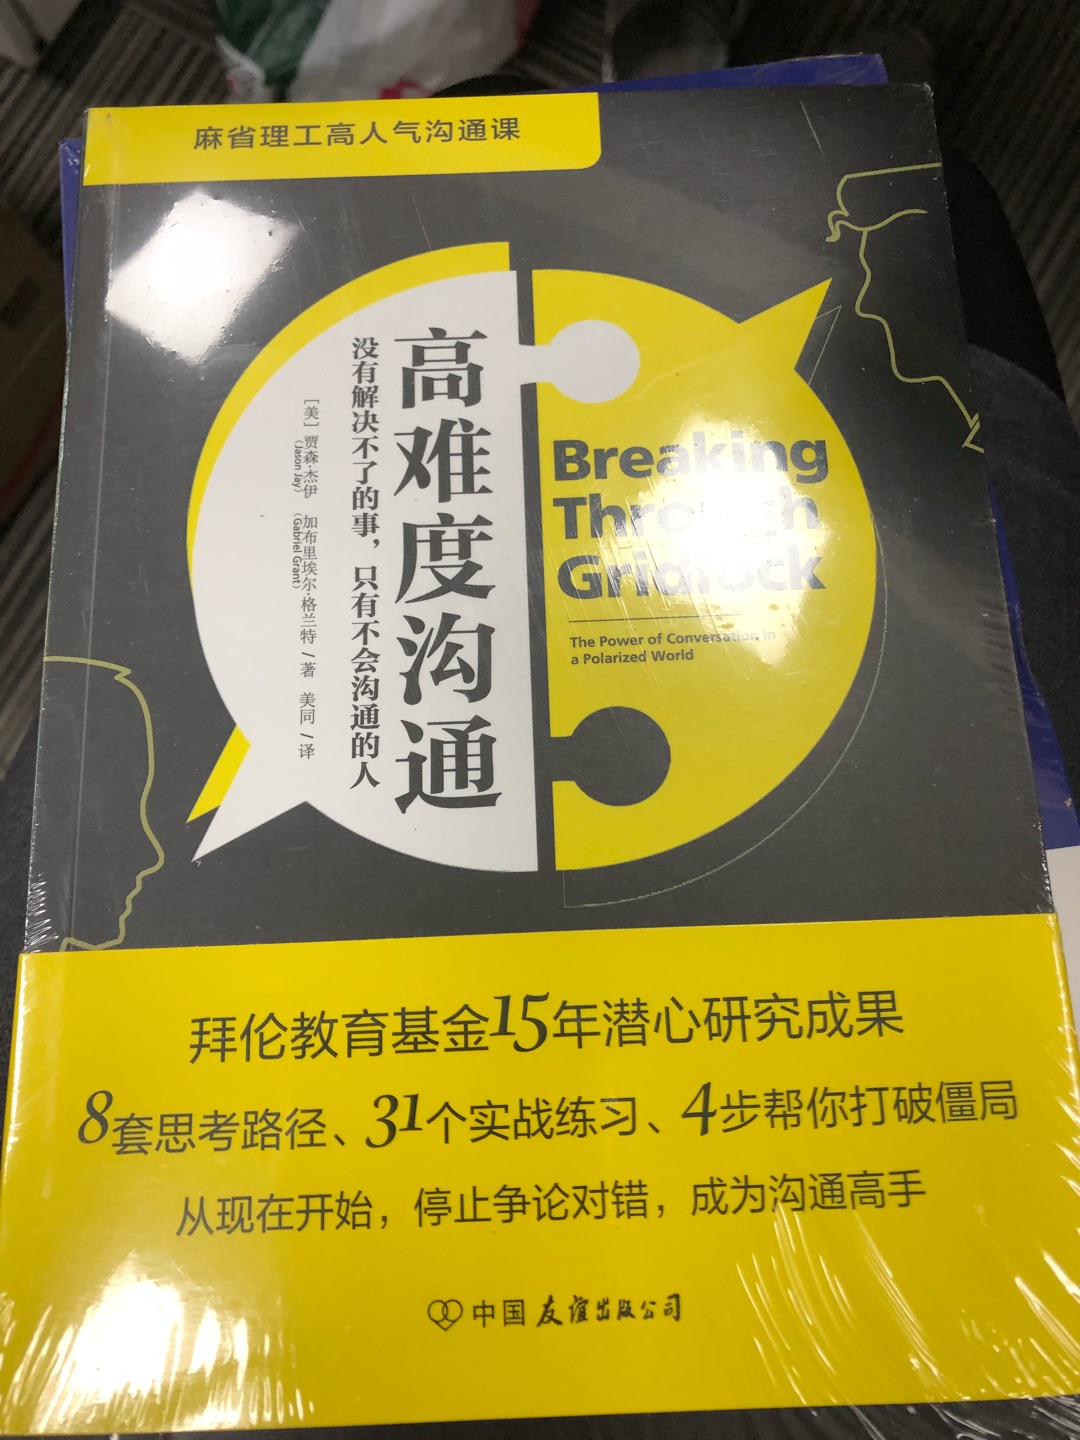 麻省理工高人气沟通课
高难度沟通
没有解决不了的事，只有不会沟通的人
［美］贾森·杰伊 加布里埃尔·格兰特 / 著 美同 / 译
（Jason Jay） （Gabriel Grant）
Breaking
Through
Gridlock
The Power of Conversation in
a Polarized World
拜伦教育基金15年潜心研究成果
8套思考路径、31个实战练习、4步帮你打破僵局
从现在开始，停止争论对错，成为沟通高手
中国友谊出版公司